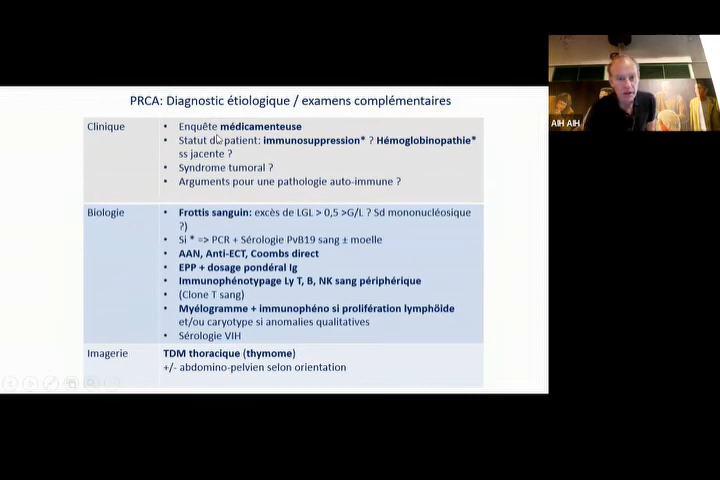 PRCA: Diagnostic étiologique / examens complémentaires
Clinique
• Enquête médicamenteuse
• Statut du patient: immunosuppression* ? Hémoglobinopathie*
ss jacente ?
• Syndrome tumoral ?
• Arguments pour une pathologie auto-immune ?
Biologie
• Frottis sanguin: excès de LGL > 0,5 >G/L ? Sd mononucléosique
?)
• Si * => PCR + Sérologie PvB19 sang ± moelle
• AAN, Anti-ECT, Coombs direct
• EPP + dosage pondéral Ig
• Immunophénotypage Ly T, B, NK sang périphérique
• (Clone T sang)
• Myélogramme + immunophéno si prolifération lymphöide
et/ou caryotype si anomalies qualitatives
• Sérologie VIH
Imagerie
TDM thoracique (thymome)
+/- abdomino-pelvien selon orientation
AIH AIH